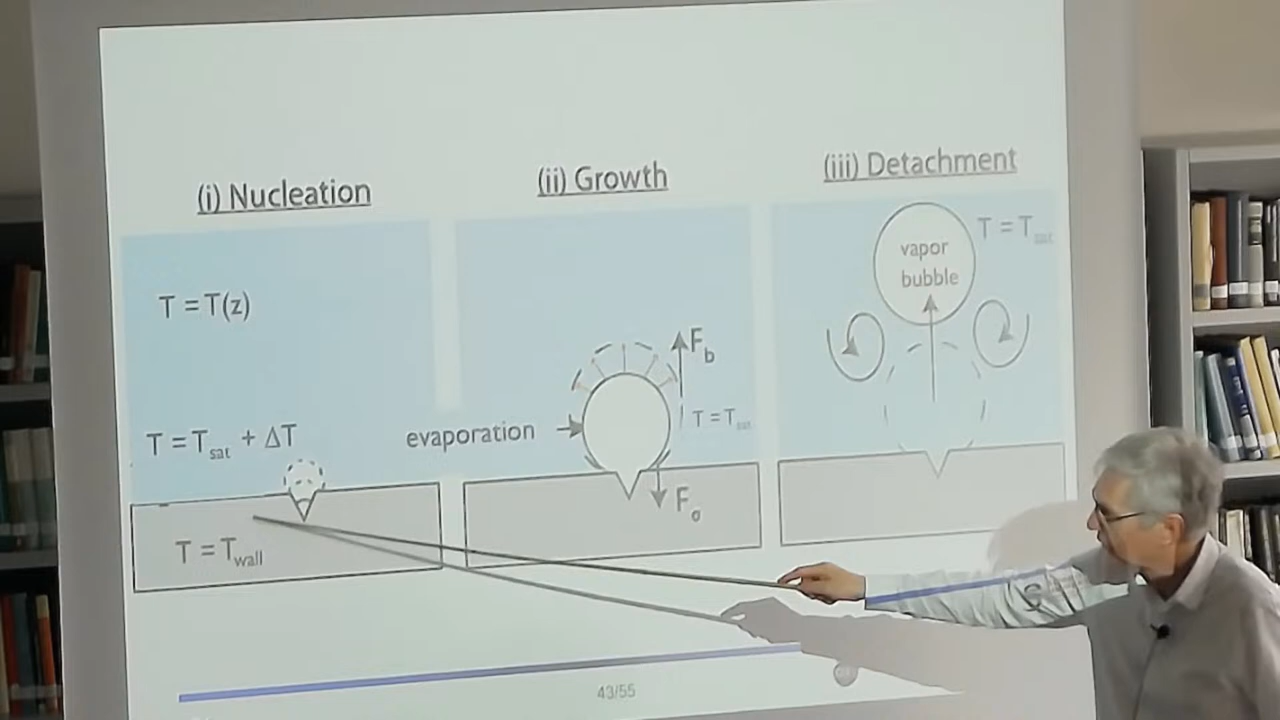 (i) Nucleation
(ii) Growth
(iii) Detachment
T = T(z)
T = T_sat + ΔT
T = T_wall
evaporation
F_b
T = T_sat
F_σ
vapor
bubble
T = T_sat
43/55